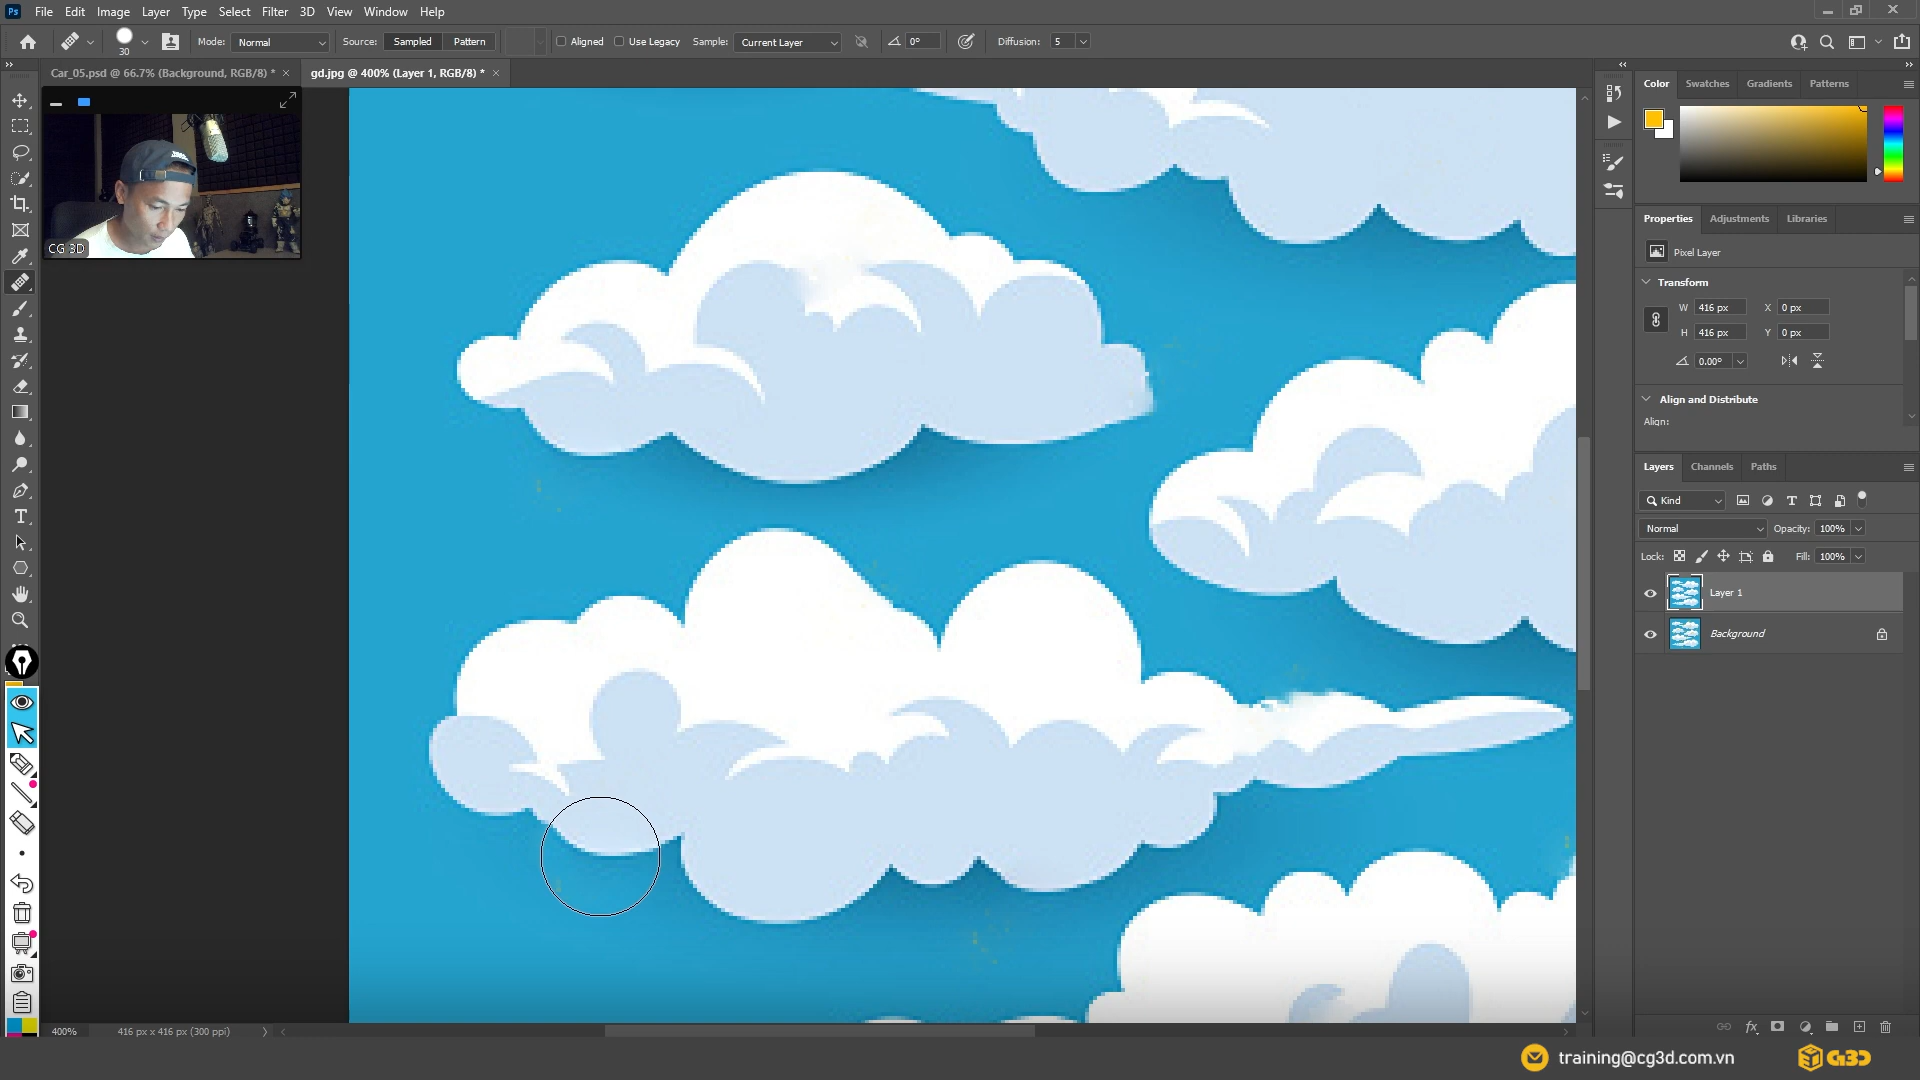 Ps File Edit Image Layer Type Select Filter 3D View Window Help
30 Mode: Normal Source: Sampled Pattern Aligned Use Legacy Sample: Current Layer 0° Diffusion: 5
Car_05.psd @ 66.7% (Background, RGB/8) * × gd.jpg @ 400% (Layer 1, RGB/8) * ×
CG 3D
Color Swatches Gradients Patterns
Properties Adjustments Libraries
Pixel Layer
Transform
W 416 px X 0 px
H 416 px Y 0 px
0.00°
Align and Distribute
Align:
Layers Channels Paths
Kind
Normal Opacity: 100%
Lock: Fill: 100%
Layer 1
Background
400% 416 px x 416 px (300 ppi)
training@cg3d.com.vn CG3D